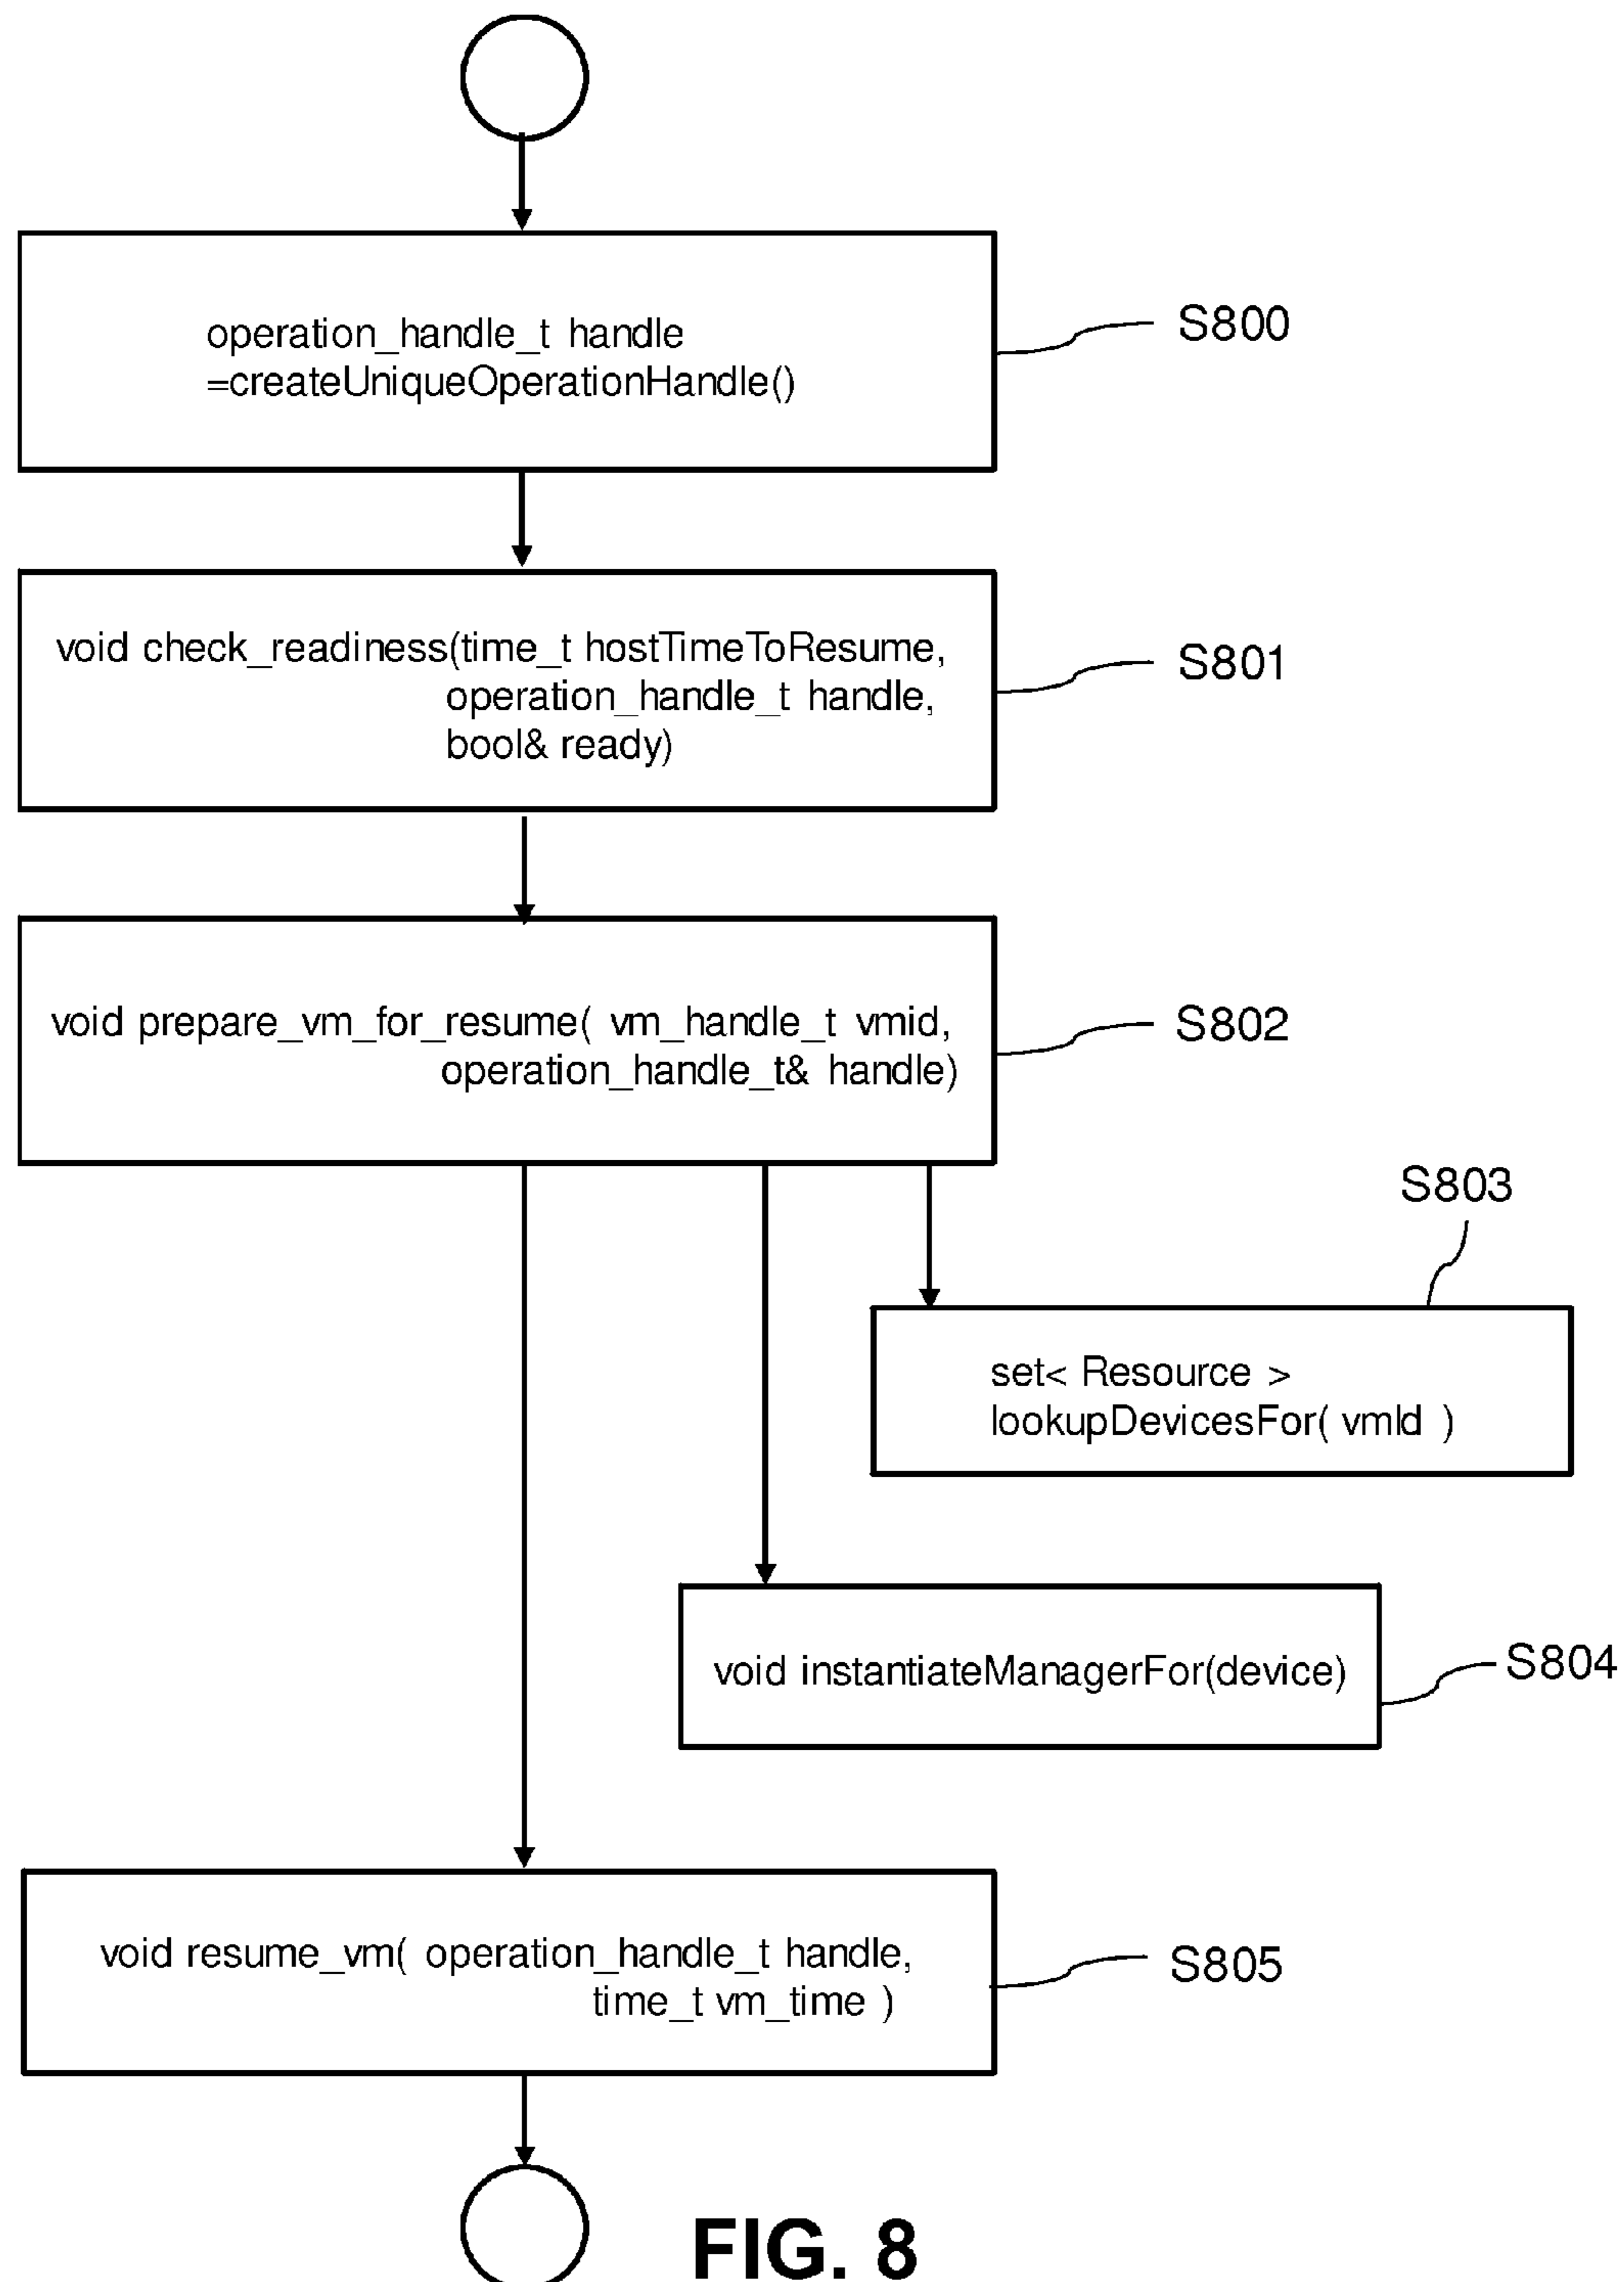 operation_handle_t handle
=createUniqueOperationHandle()
S800
void check_readiness(time_t hostTimeToResume,
operation_handle_t handle,
bool& ready)
S801
void prepare_vm_for_resume( vm_handle_t vmid,
operation_handle_t& handle)
S802
S803
set< Resource >
lookupDevicesFor( vmId )
void instantiateManagerFor(device)
S804
void resume_vm( operation_handle_t handle,
time_t vm_time )
S805
FIG. 8